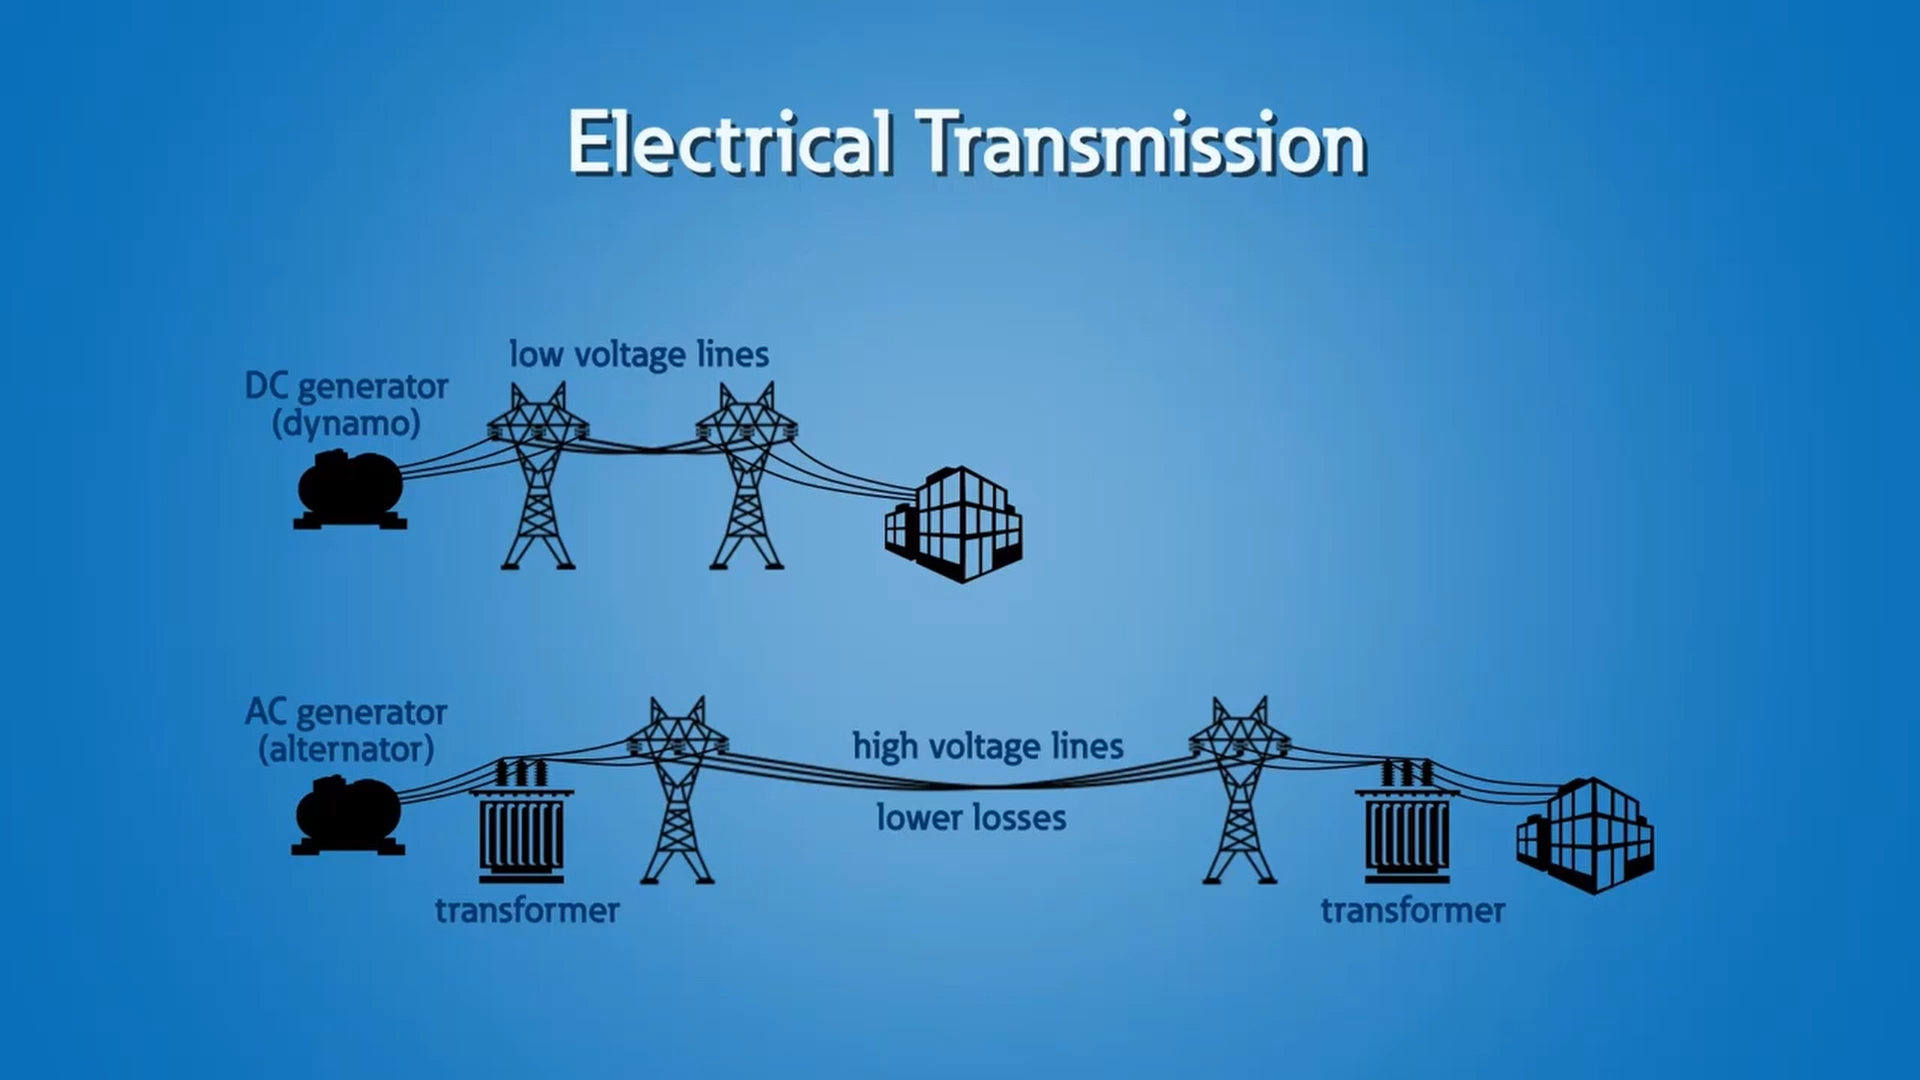 Electrical Transmission
low voltage lines
DC generator
(dynamo)
AC generator
(alternator)
high voltage lines
lower losses
transformer
transformer